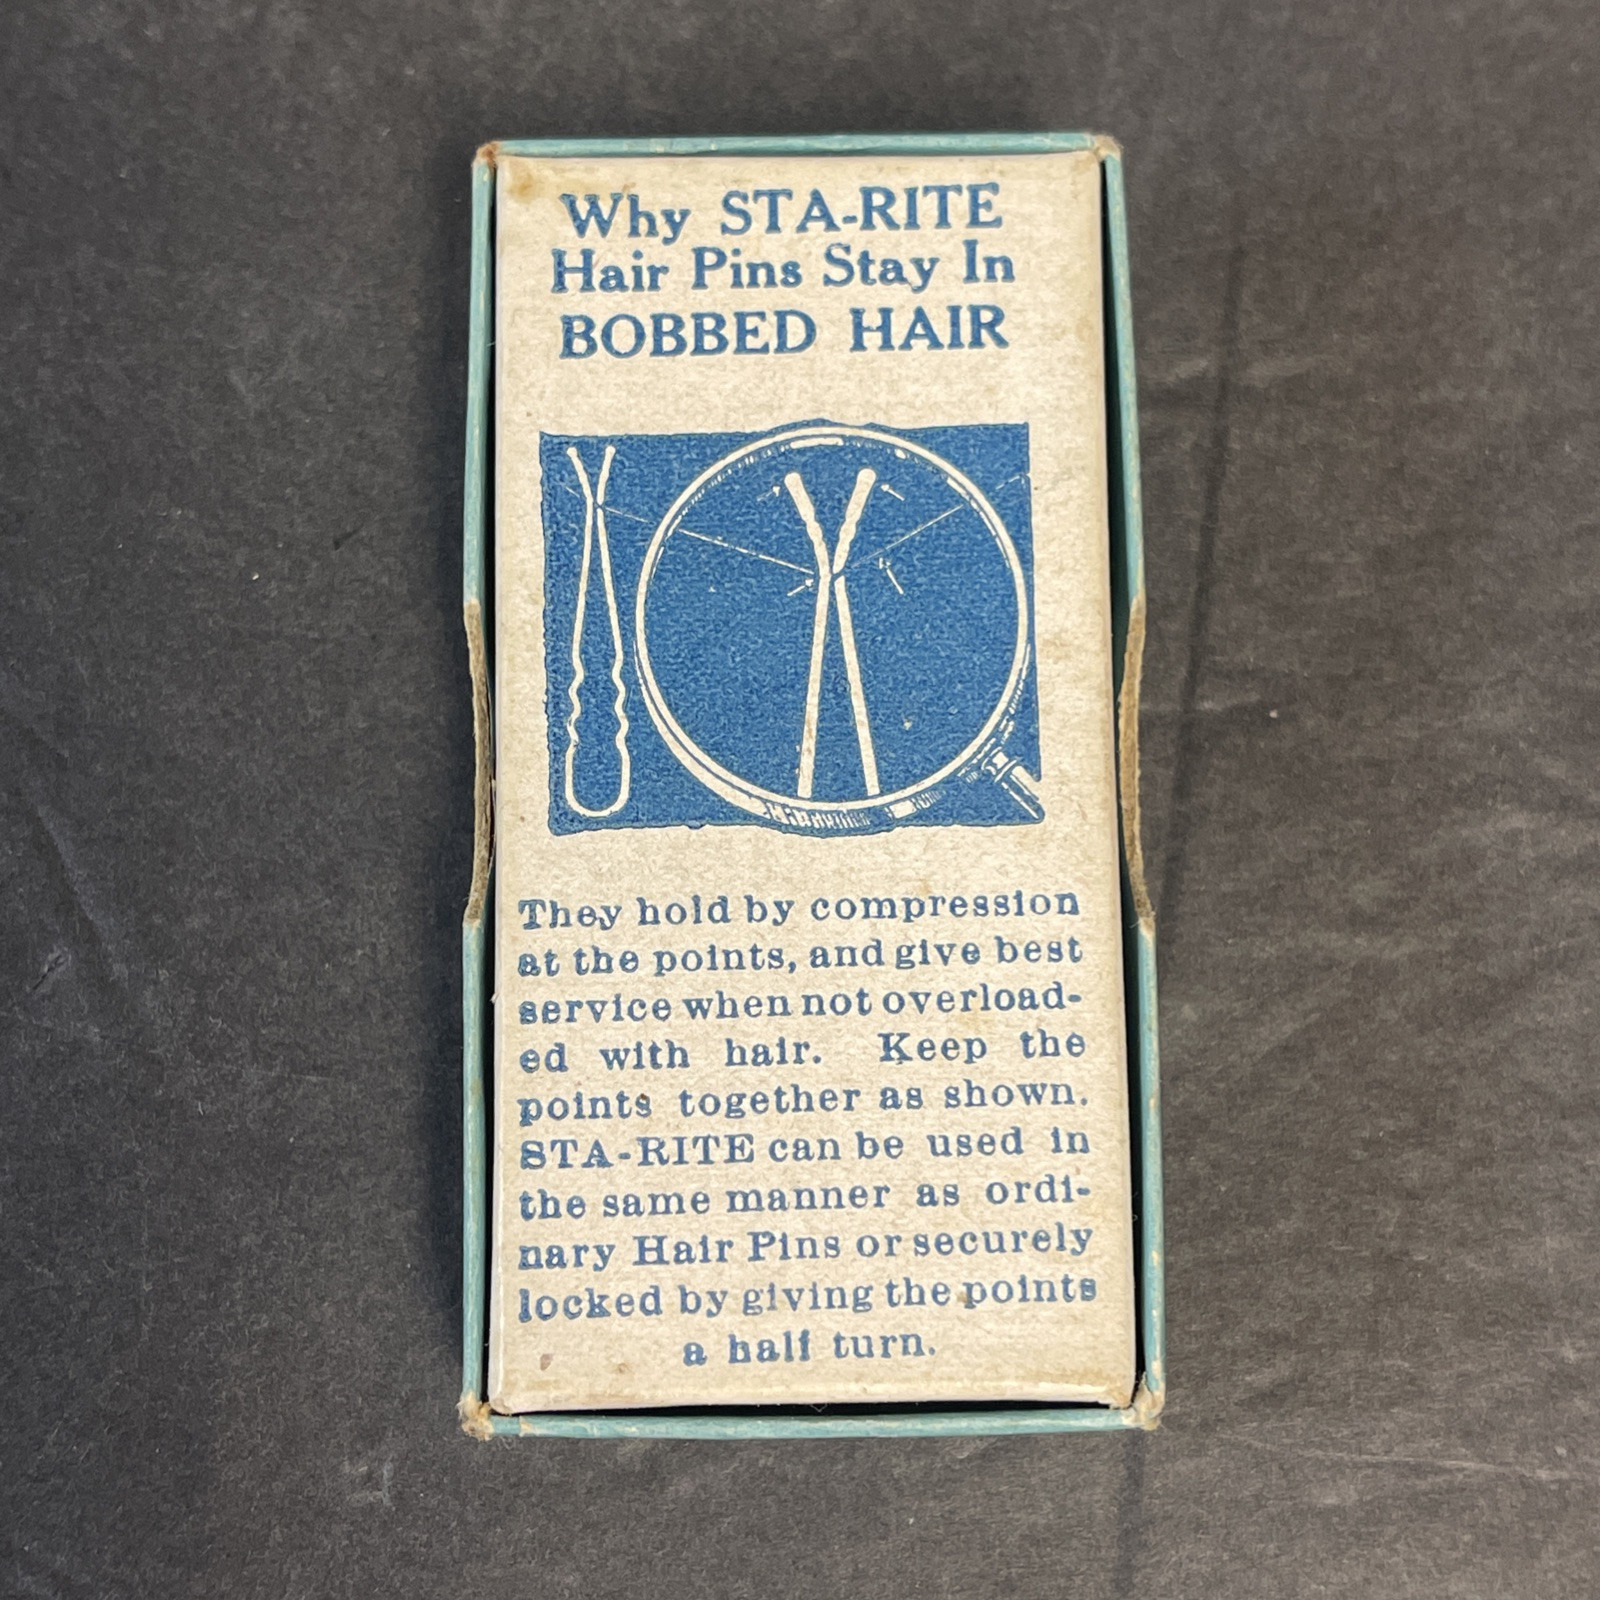 Why STA-RITE
Hair Pins Stay In
BOBBED HAIR
They hold by compression
at the points, and give best
service when not overload-
ed with hair. Keep the
points together as shown.
STA-RITE can be used in
the same manner as ordi-
nary Hair Pins or securely
locked by giving the points
a half turn.